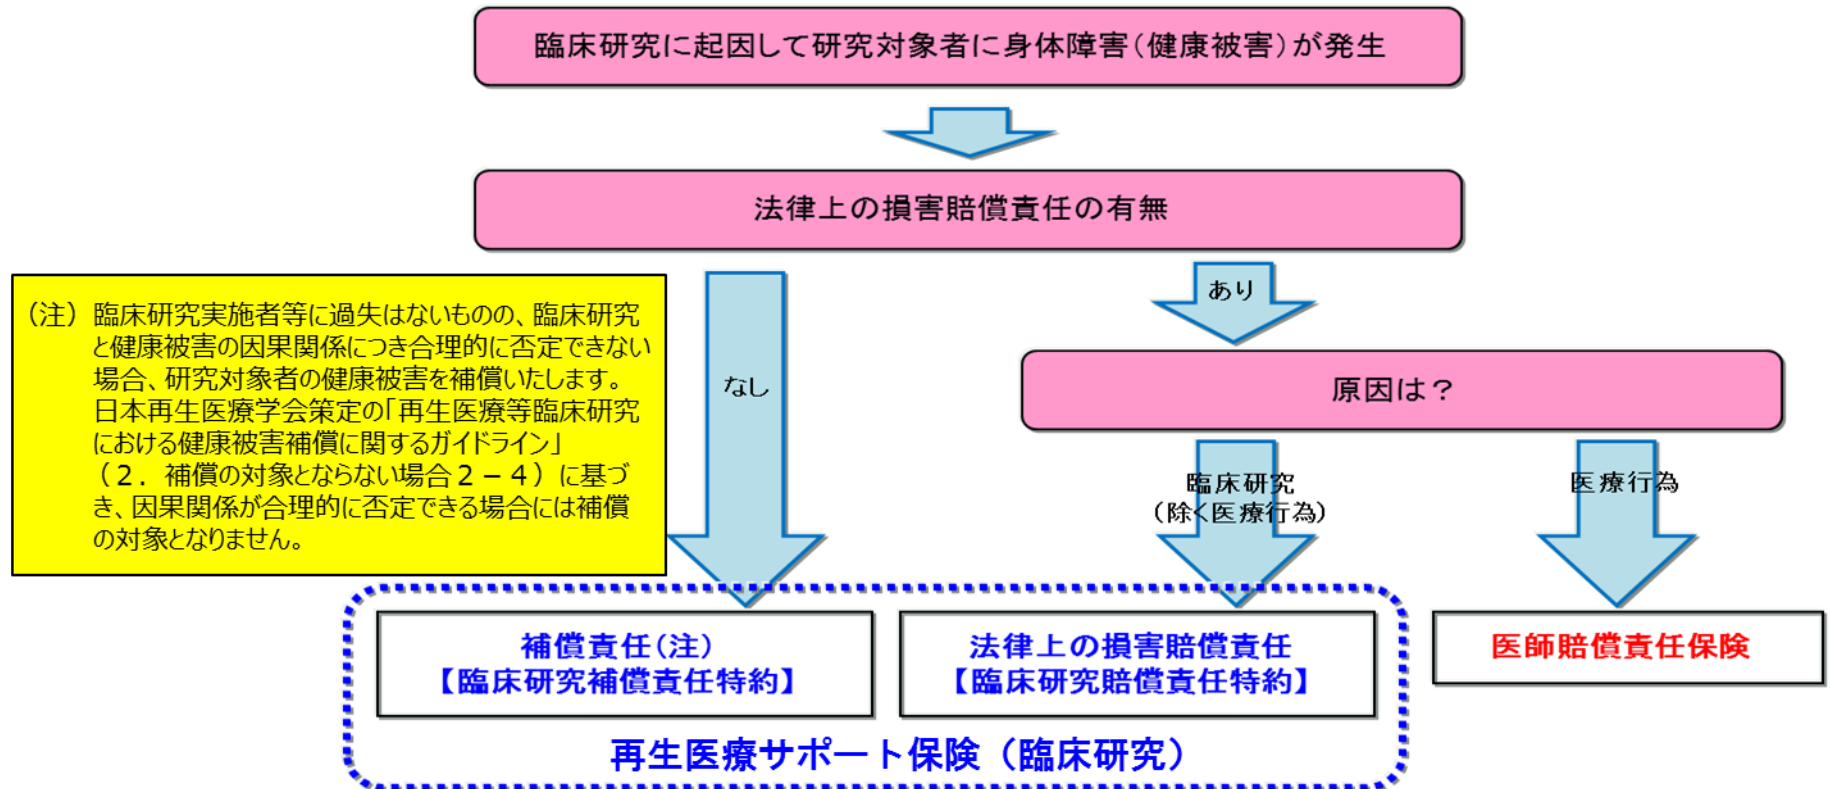 臨床研究に起因して研究対象者に身体障害(健康被害)が発生
法律上の損害賠償責任の有無
なし
あり
(注) 臨床研究実施者等に過失はないものの、臨床研究
と健康被害の因果関係につき合理的に否定できない
場合、研究対象者の健康被害を補償いたします。
日本再生医療学会策定の「再生医療等臨床研究
における健康被害補償に関するガイドライン」
(2.補償の対象とならない場合2-4)に基づ
き、因果関係が合理的に否定できる場合には補償
の対象となりません。
原因は?
臨床研究
(除く医療行為)
医療行為
補償責任(注)
【臨床研究補償責任特約】
法律上の損害賠償責任
【臨床研究賠償責任特約】
医師賠償責任保険
再生医療サポート保険(臨床研究)